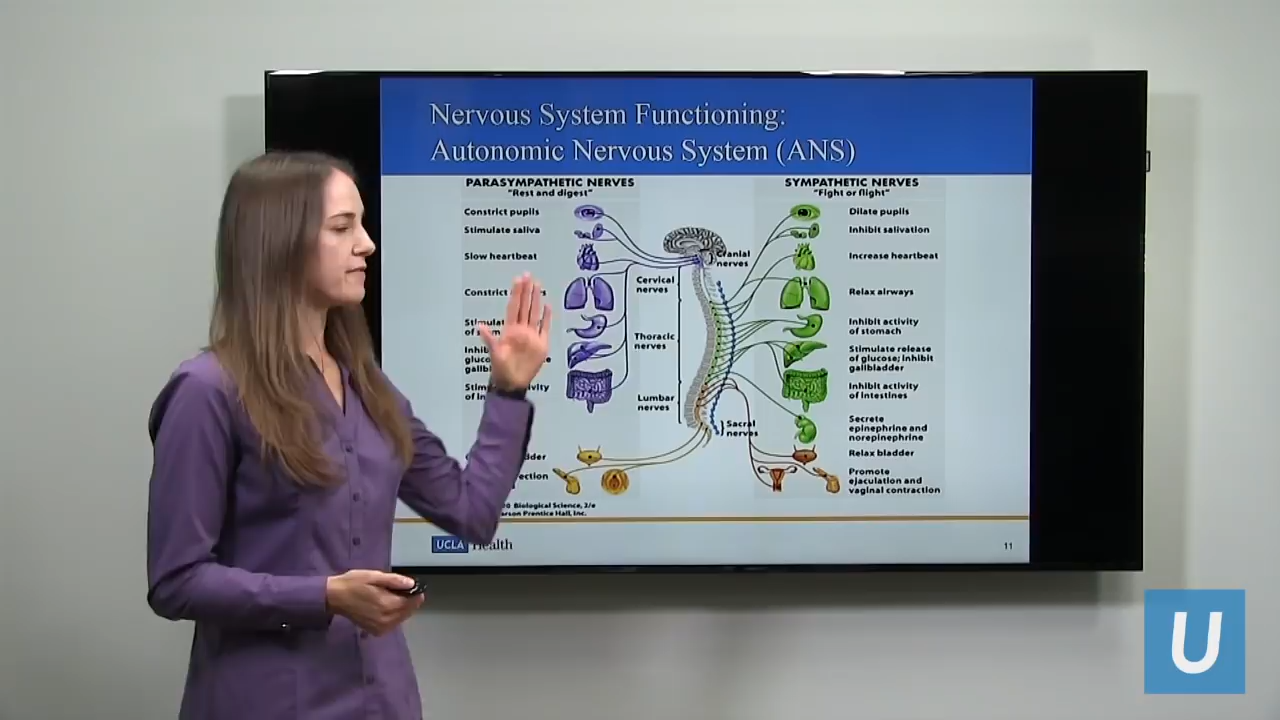 Nervous System Functioning:
Autonomic Nervous System (ANS)
PARASYMPATHETIC NERVES
"Rest and digest"
Constrict pupils
Stimulate saliva
Slow heartbeat
Constrict
of
Cranial
nerves
Cervical
nerves
Thoracic
nerves
Lumbar
nerves
Sacral
nerves
SYMPATHETIC NERVES
"Fight or flight"
Dilate pupils
Inhibit salivation
Increase heartbeat
Relax airways
Inhibit activity
of stomach
Stimulate release
of glucose; inhibit
gallbladder
Inhibit activity
of intestines
Secrete
epinephrine and
norepinephrine
Relax bladder
Promote
ejaculation and
vaginal contraction
Biological Science, 2/e
Prentice Hall, Inc.
UCLA Health
11
U